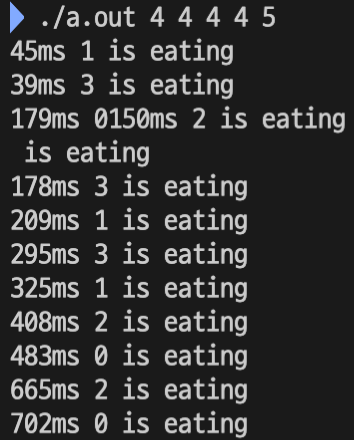 ./a.out 4 4 4 4 5
45ms 1 is eating
39ms 3 is eating
179ms 0150ms 2 is eating
 is eating
178ms 3 is eating
209ms 1 is eating
295ms 3 is eating
325ms 1 is eating
408ms 2 is eating
483ms 0 is eating
665ms 2 is eating
702ms 0 is eating